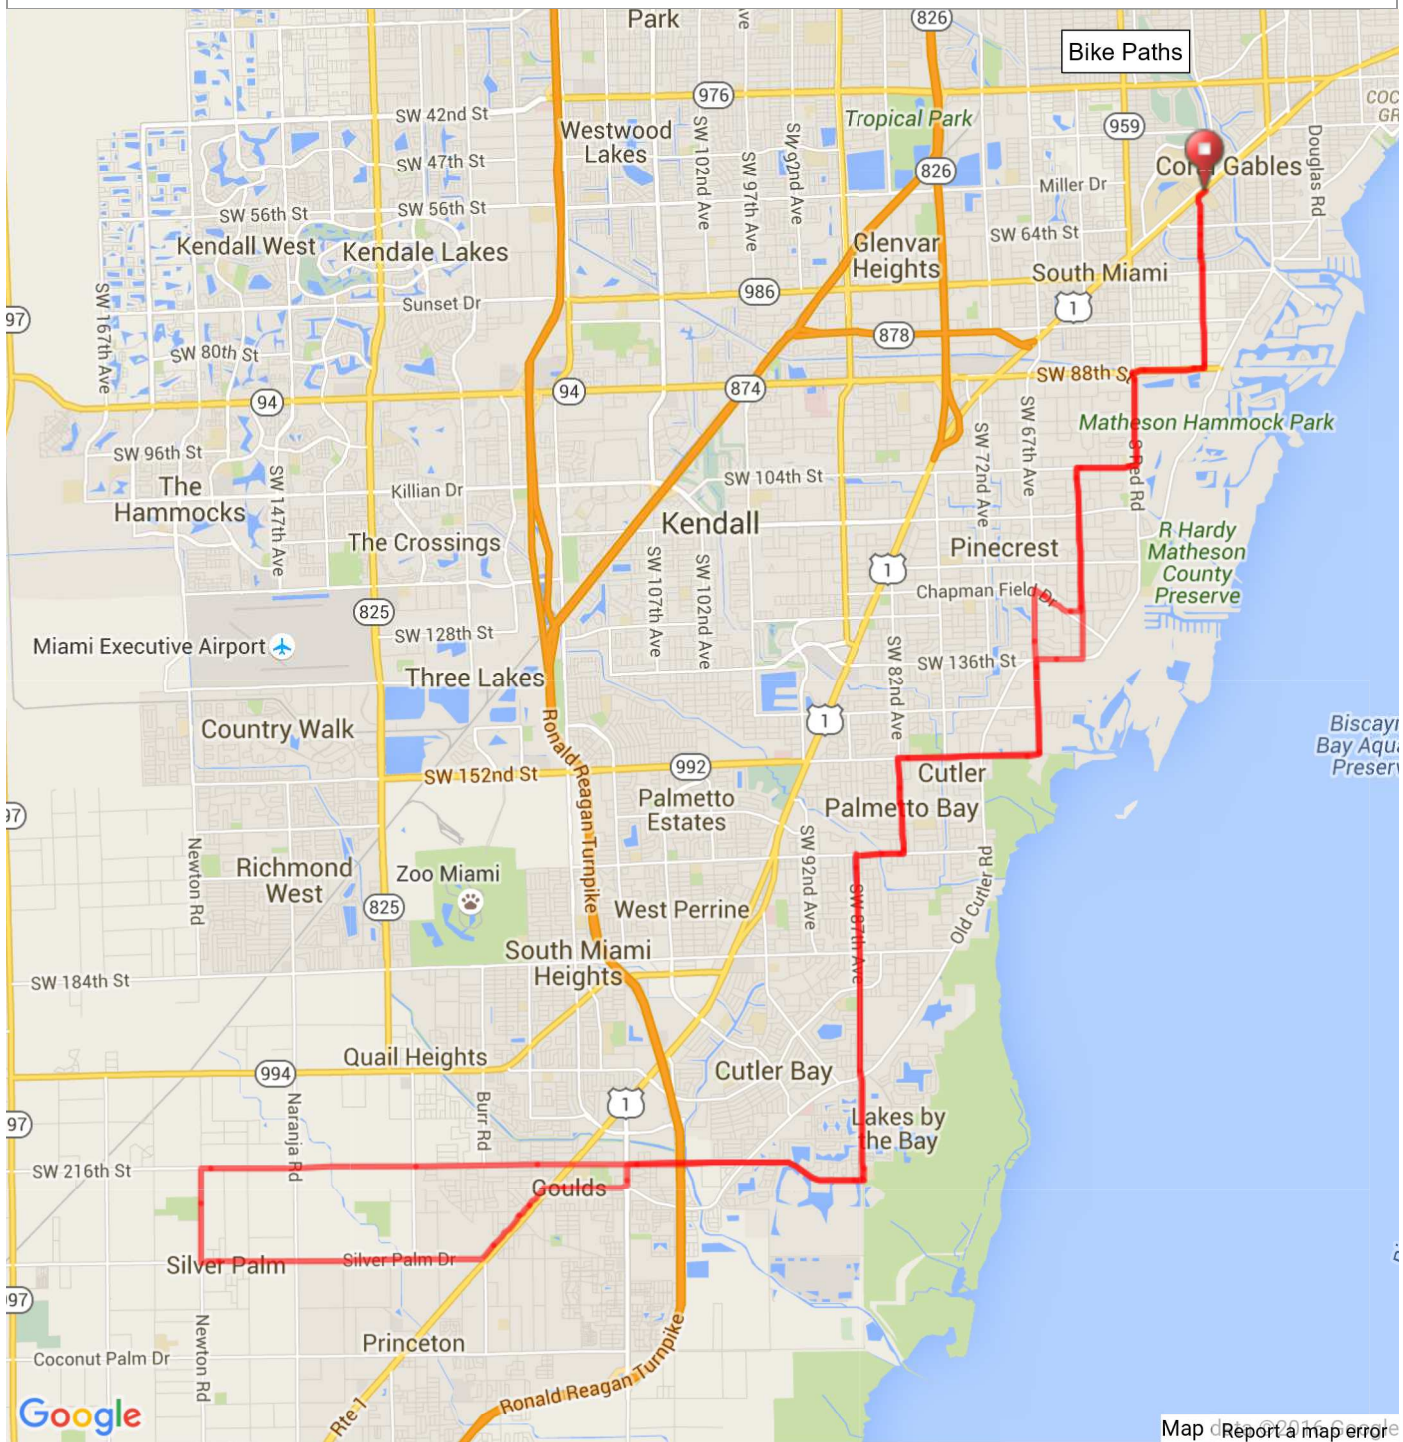 Park
Ave
826
Bike Paths
976
SW 42nd St
Tropical Park
959
Westwood
Lakes
SW 102nd Ave
SW 97th Ave
SW 92nd Ave
Douglas Rd
SW 47th St
826
Miller Dr
Gables
SW 56th St
SW 56th St
Kendall West
Kendale Lakes
Glenvar
Heights
SW 64th St
South Miami
SW 167th Ave
97
Sunset Dr
986
1
878
SW 80th St
SW 88th S
94
94
874
SW 67th Ave
Matheson Hammock Park
SW 72nd Ave
S Red Rd
SW 96th St
The
Hammocks
SW 147th Ave
Killian Dr
SW 104th St
Kendall
The Crossings
Pinecrest
R Hardy
Matheson
County
Preserve
1
SW 107th Ave
SW 102nd Ave
Chapman Field Dr
825
SW 128th St
Miami Executive Airport
SW 82nd Ave
SW 136th St
Three Lakes
Country Walk
Ronald Reagan Turnpike
1
SW 152nd St
992
Cutler
Palmetto
Estates
Palmetto Bay
97
Newton Rd
Richmond
West
Zoo Miami
SW 92nd Ave
SW 87th Ave
Old Cutler Rd
825
West Perrine
South Miami
Heights
SW 184th St
Quail Heights
994
Cutler Bay
Burr Rd
Naranja Rd
1
97
Lakes by
the Bay
SW 216th St
Goulds
Silver Palm
Silver Palm Dr
97
Newton Rd
Princeton
Coconut Palm Dr
Ronald Reagan Turnpike
Rte 1
Google
Map
Report a map error